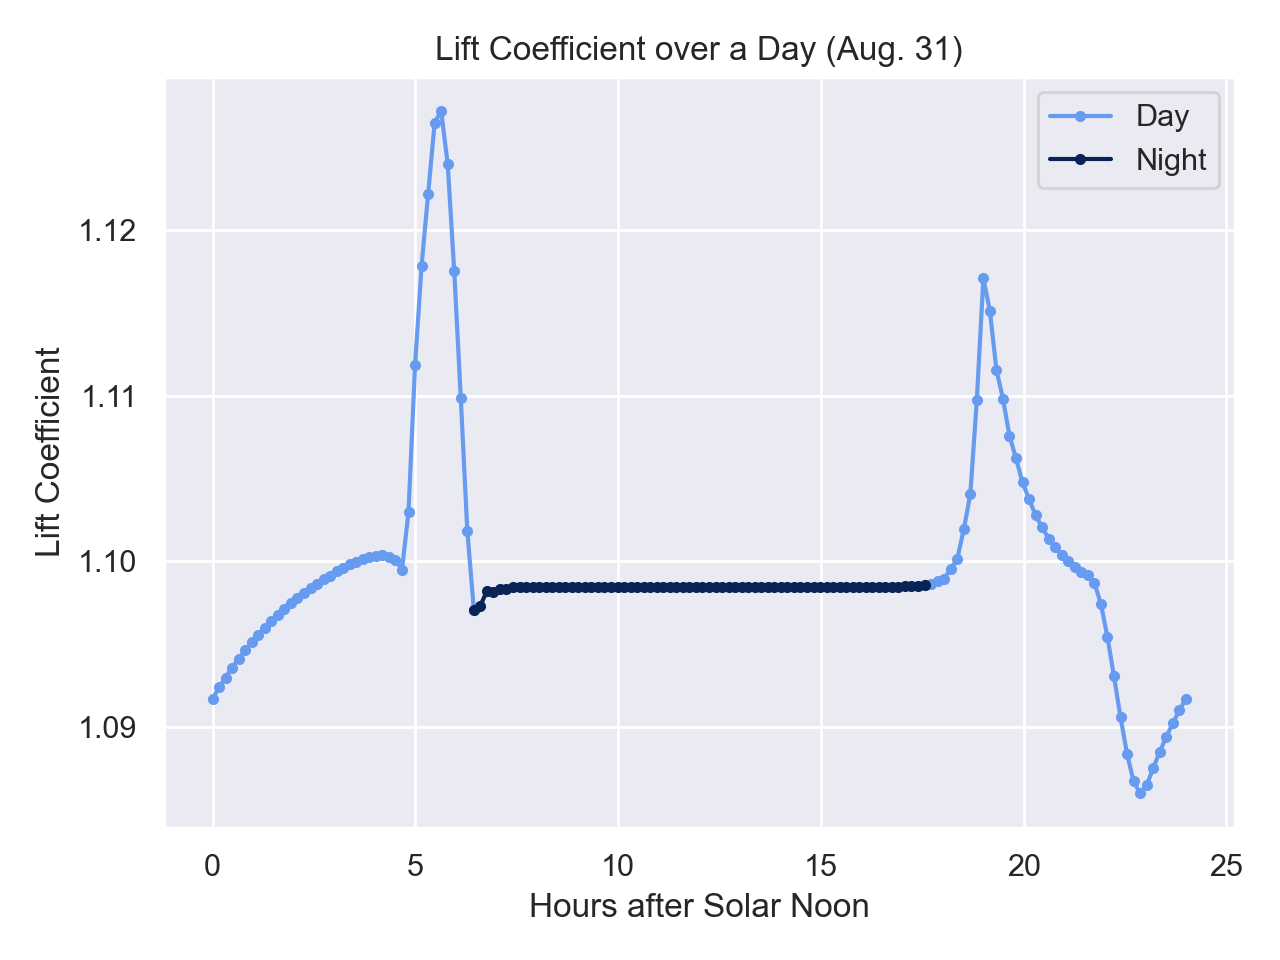 Lift Coefficient over a Day (Aug. 31)
Day
Night
1.12
1.11
1.10
1.09
Lift Coefficient
0 5 10 15 20 25
Hours after Solar Noon